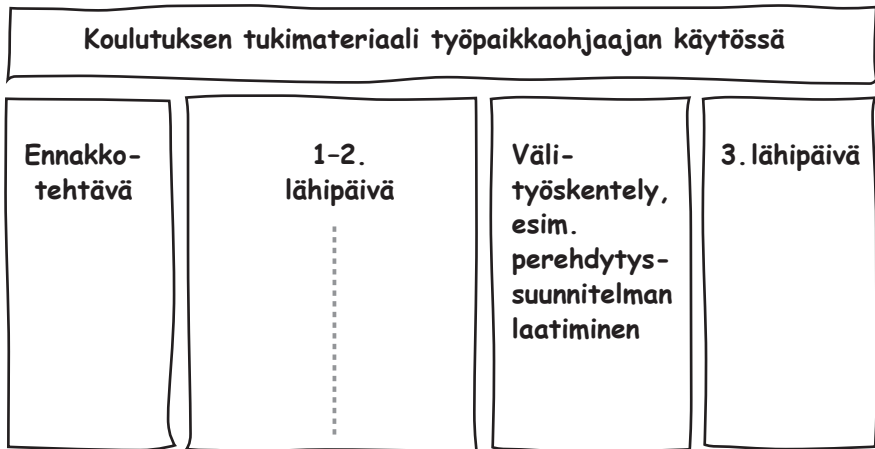 Koulutuksen tukimateriaali työpaikkaohjaajan käytössä
Ennakko-
tehtävä
1–2.
lähipäivä
Väli-
työskentely,
esim.
perehdytys-
suunnitelman
laatiminen
3. lähipäivä